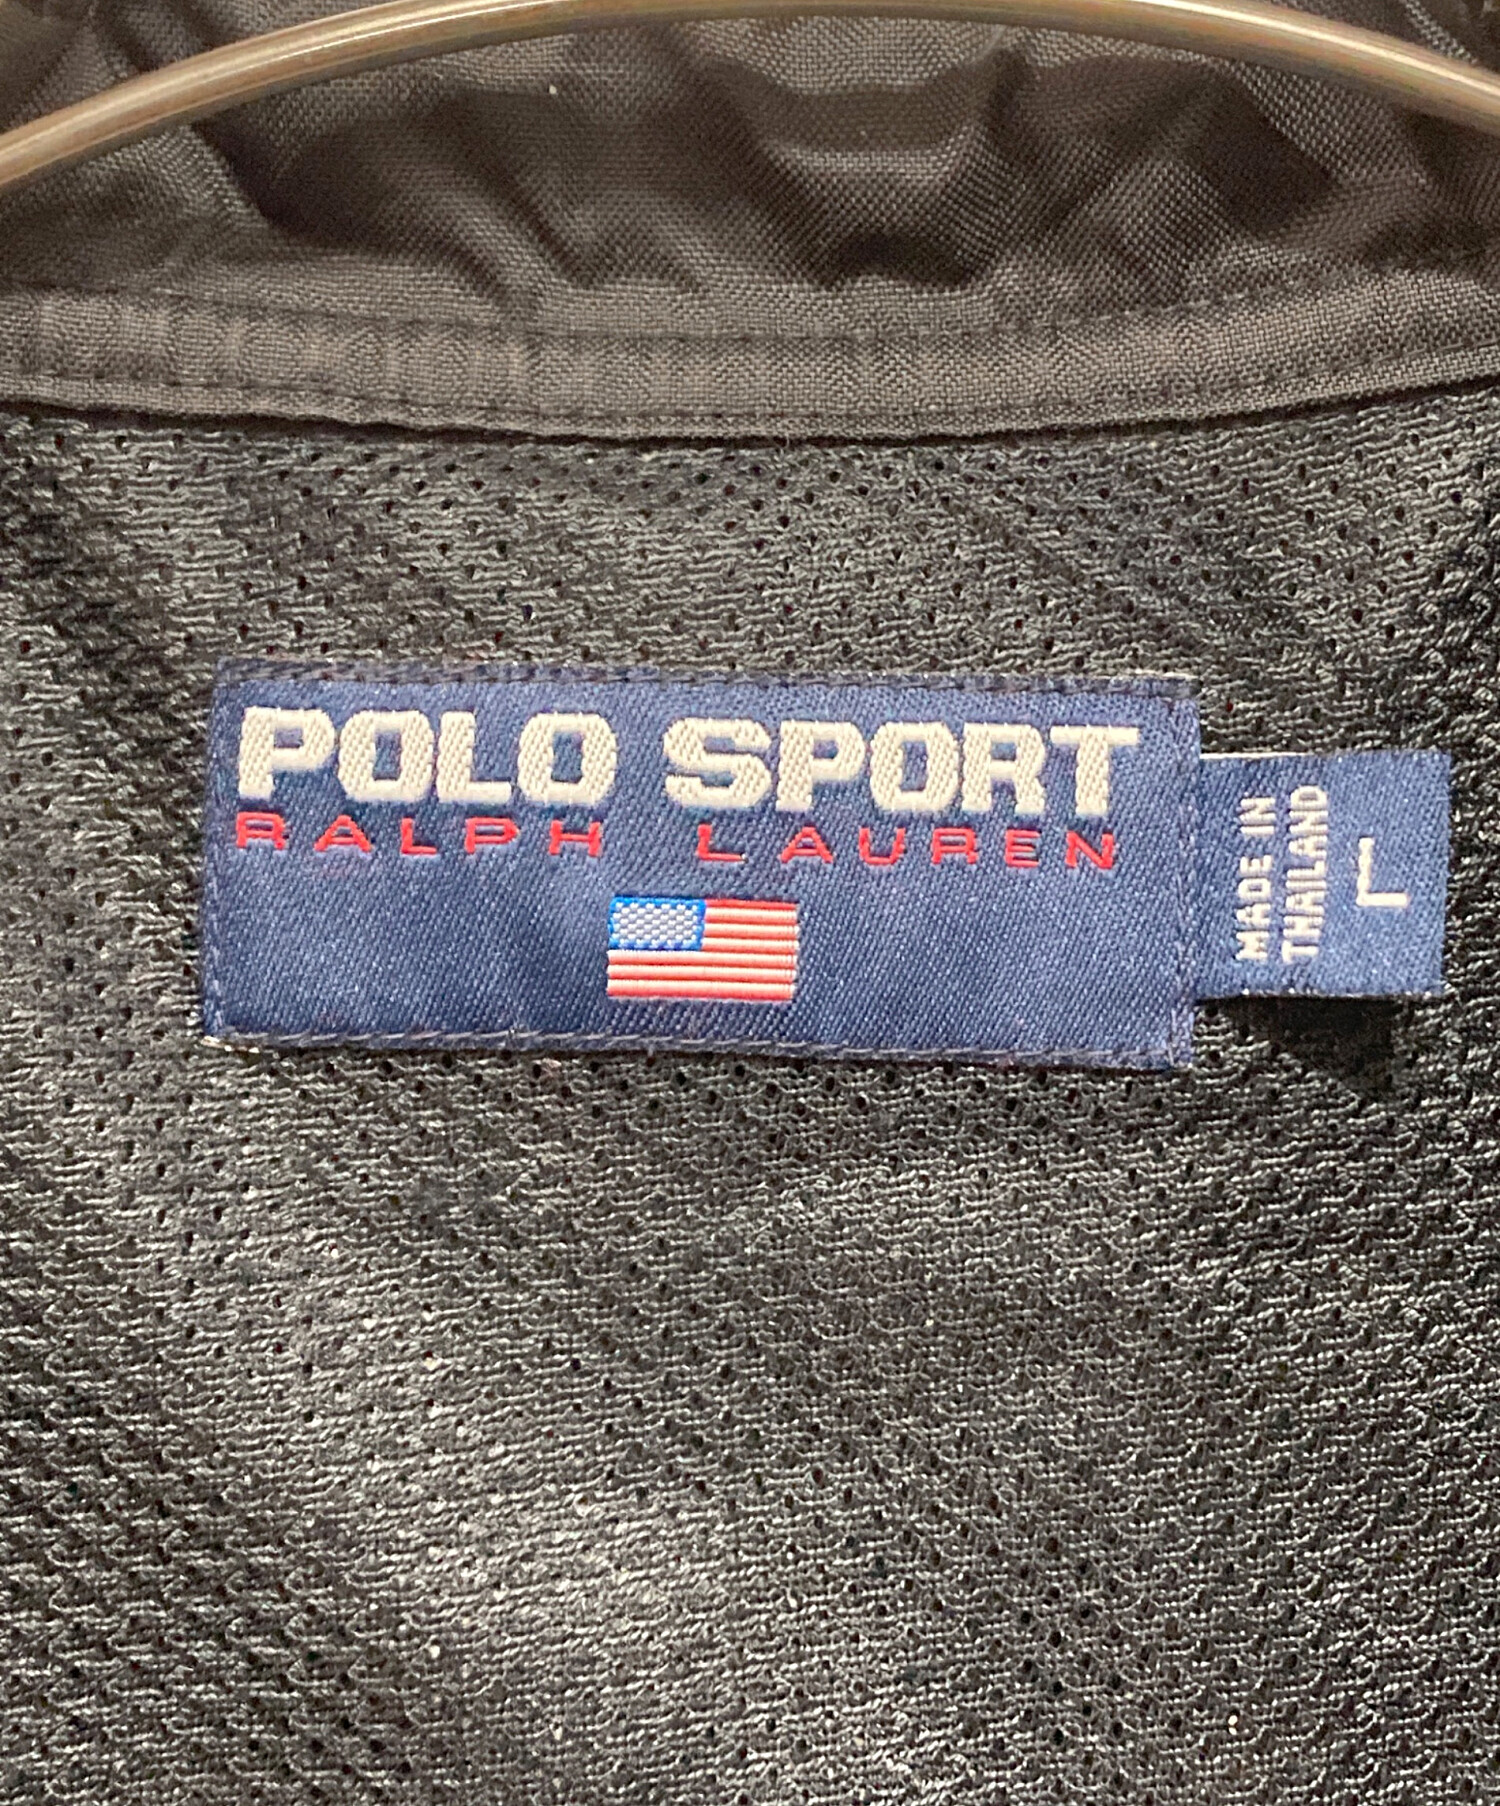 POLO SPORT
RALPH LAUREN
MADE IN
THAILAND
L